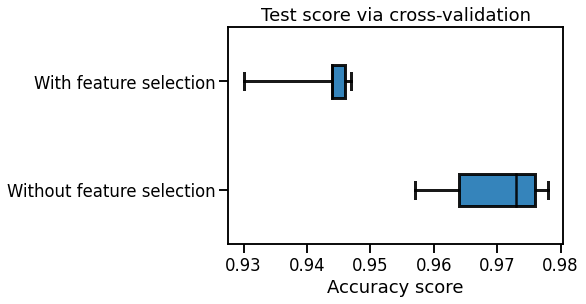 Test score via cross-validation
With feature selection
Without feature selection
0.93 0.94 0.95 0.96 0.97 0.98
Accuracy score